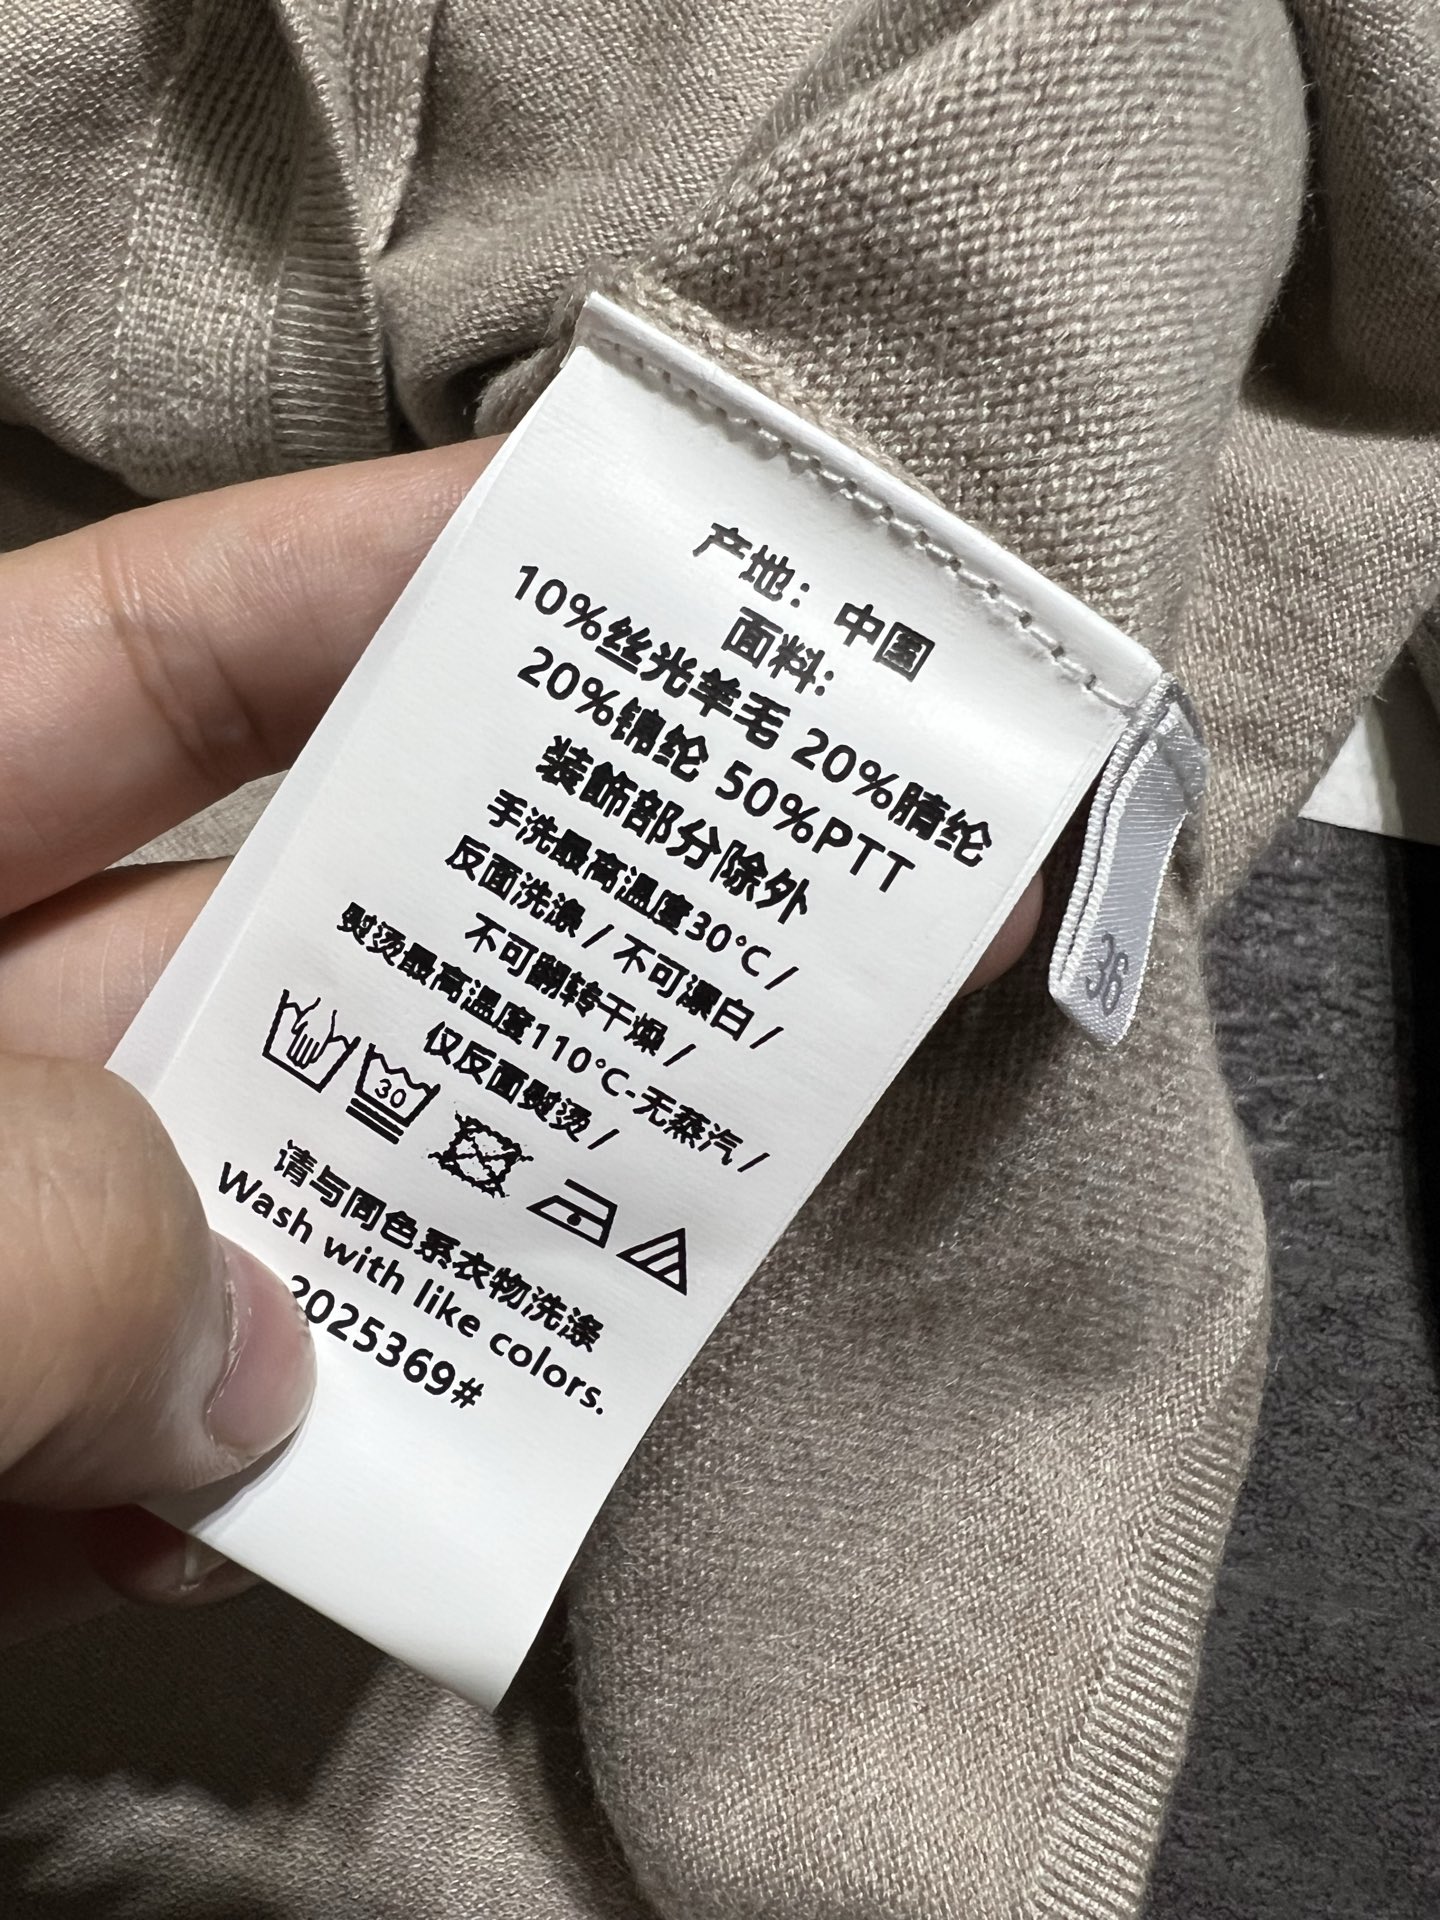 产地：中国
面料：
10%丝光羊毛 20%腈纶
20%锦纶 50%PTT
装饰部分除外
手洗最高温度30°C /
反面洗涤 / 不可漂白 /
不可翻转干燥 /
熨烫最高温度110°C-无蒸汽 /
仅反面熨烫 /
30
请与同色系衣物洗涤
Wash with like colors.
2025369#
36